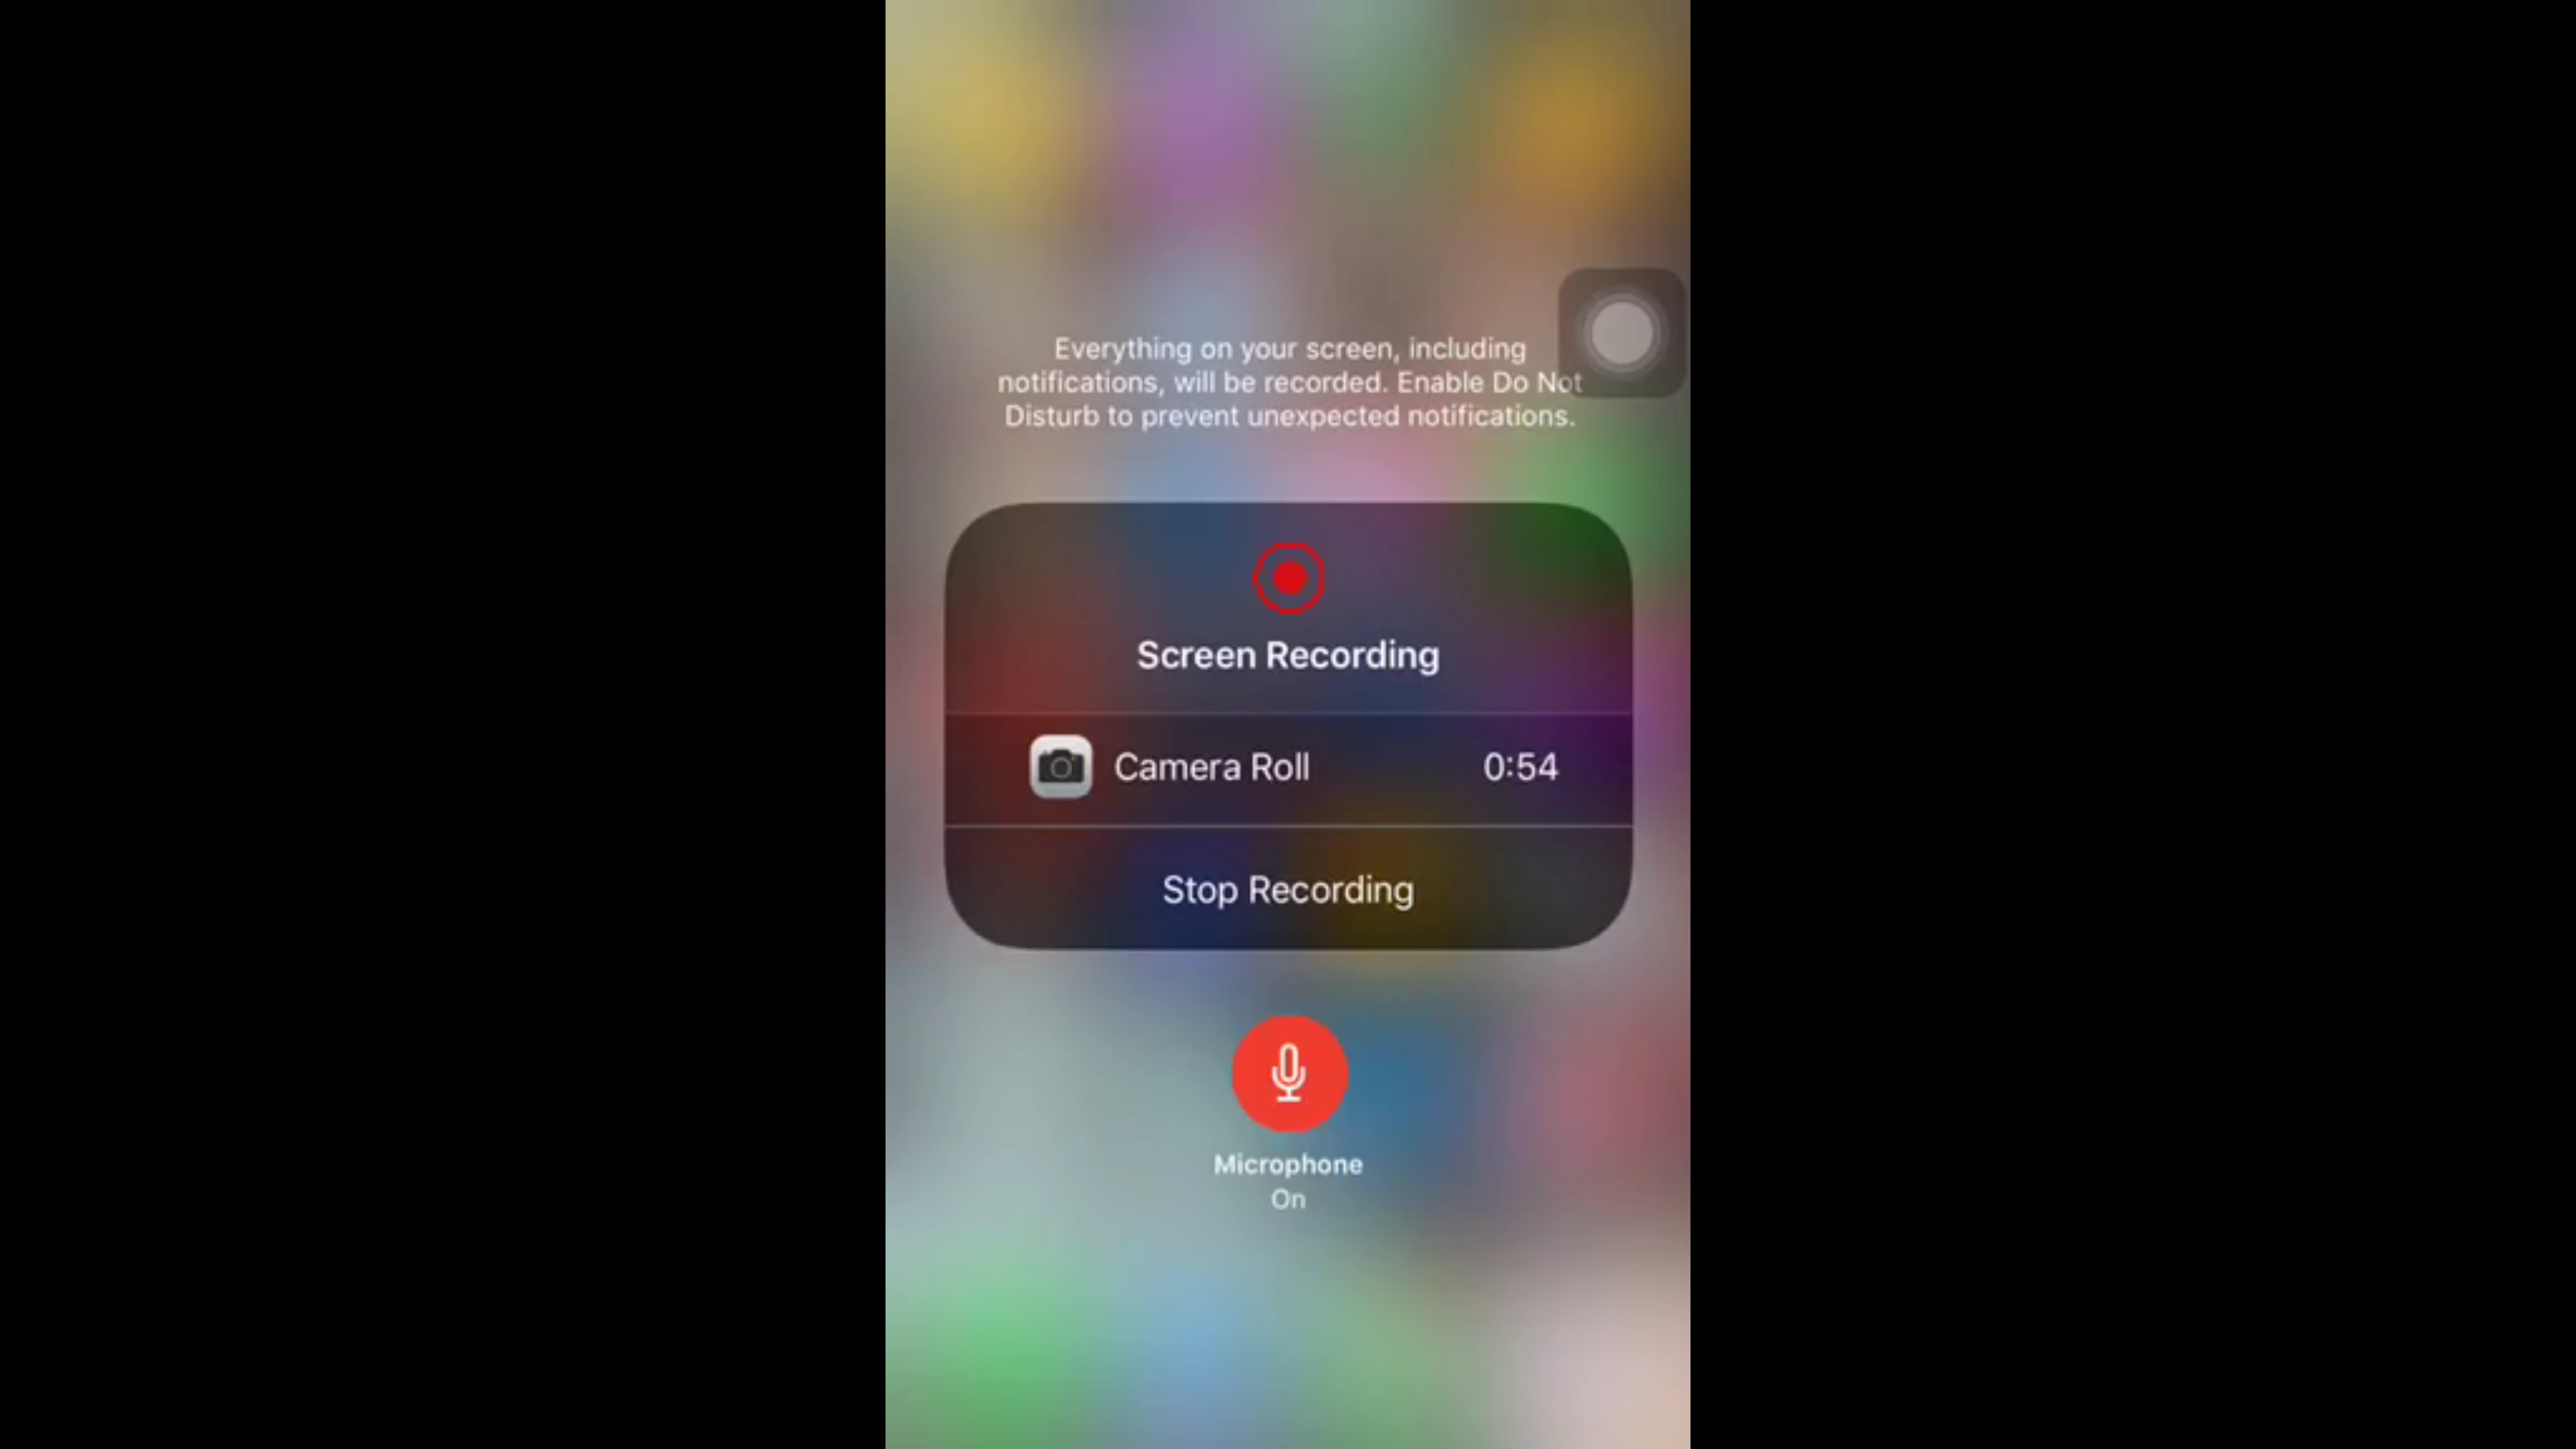 Everything on your screen, including
notifications, will be recorded. Enable Do Not
Disturb to prevent unexpected notifications.
Screen Recording
Camera Roll 0:54
Stop Recording
Microphone
On